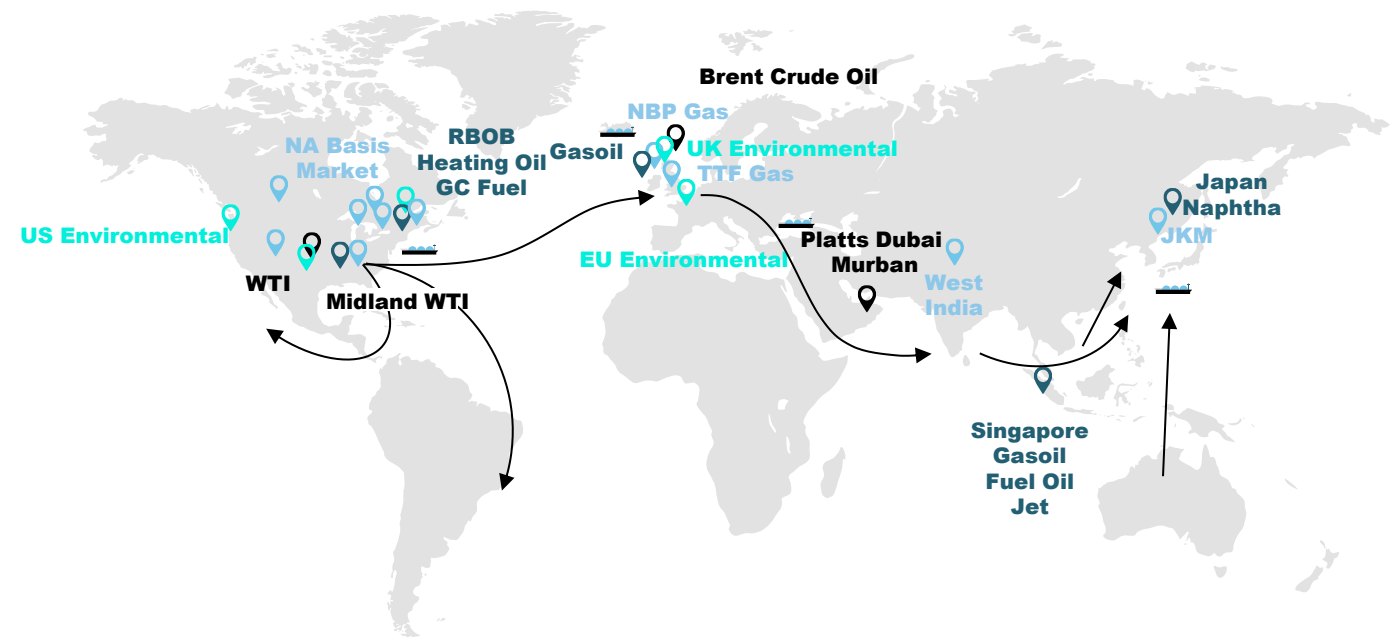 Brent Crude Oil
NBP Gas
RBOB
Heating Oil
GC Fuel
Gasoil
UK Environmental
NA Basis
Market
TTF Gas
Japan
Naphtha
JKM
US Environmental
Platts Dubai
Murban
EU Environmental
WTI
Midland WTI
West
India
Singapore
Gasoil
Fuel Oil
Jet